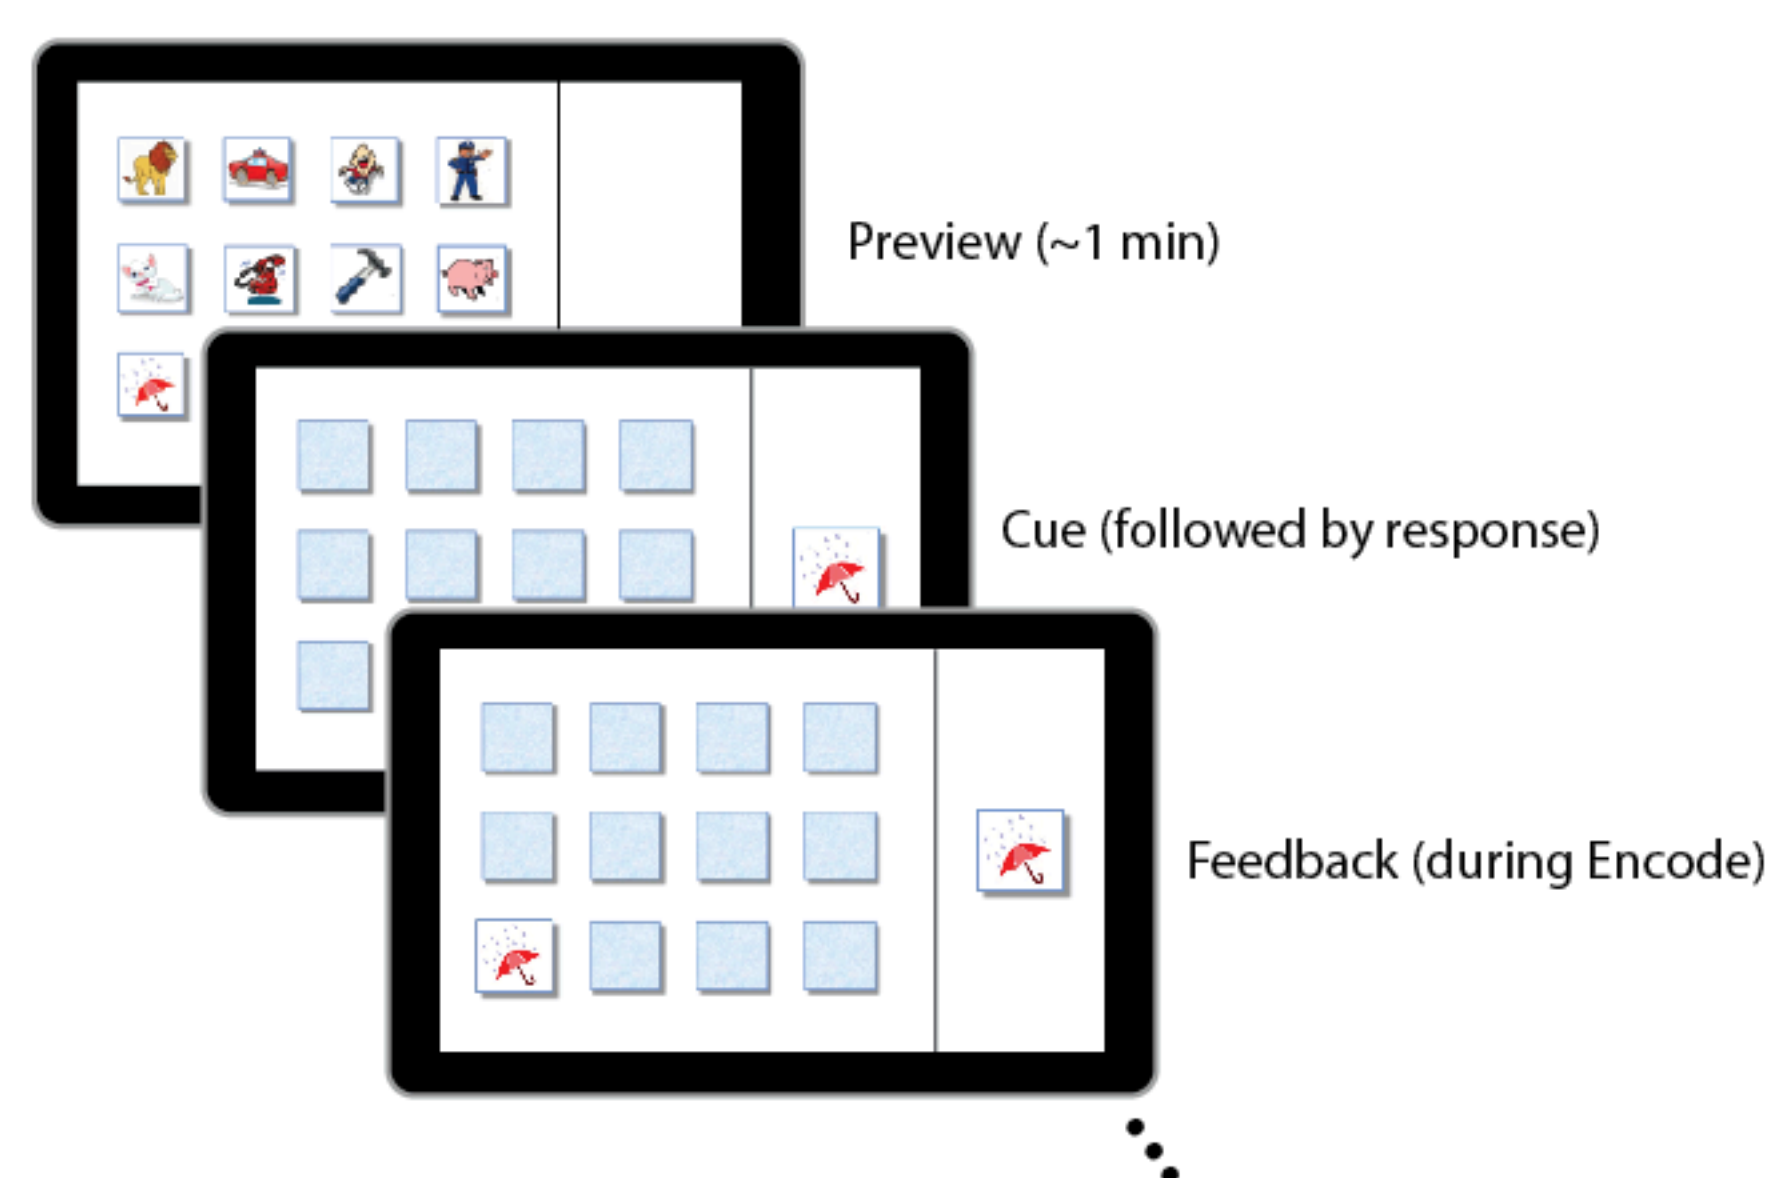 Preview (~1 min)
Cue (followed by response)
Feedback (during Encode)